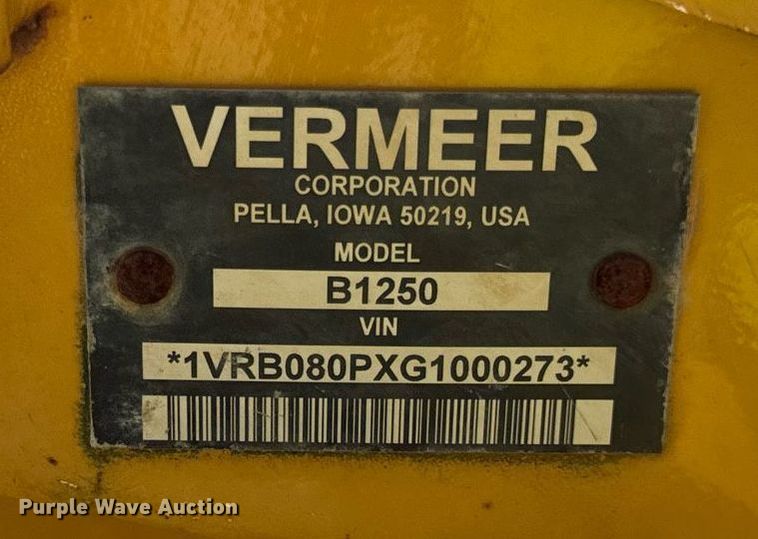 VERMEER
CORPORATION
PELLA, IOWA 50219, USA
MODEL
B1250
VIN
*1VRB080PXG1000273*
Purple Wave Auction